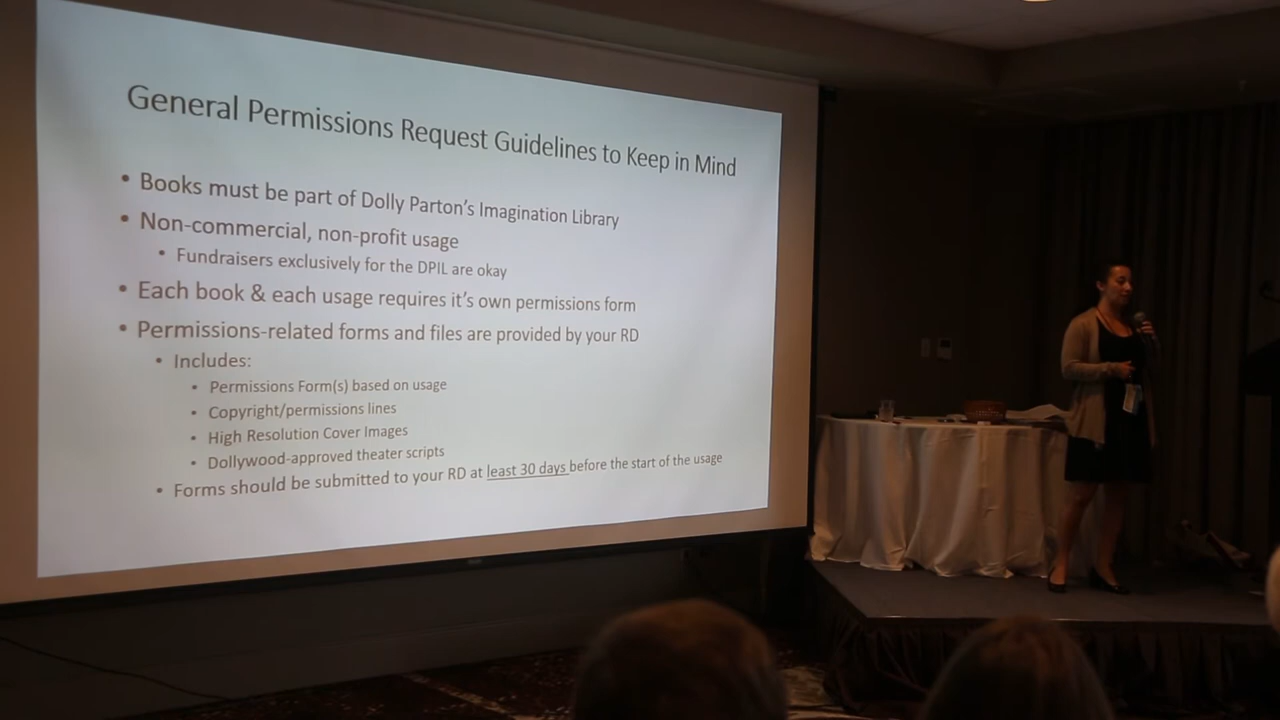 General Permissions Request Guidelines to Keep in Mind
• Books must be part of Dolly Parton's Imagination Library
• Non-commercial, non-profit usage
• Fundraisers exclusively for the DPIL are okay
• Each book & each usage requires it's own permissions form
• Permissions-related forms and files are provided by your RD
• Includes:
• Permissions Form(s) based on usage
• Copyright/permissions lines
• High Resolution Cover Images
• Dollywood-approved theater scripts
• Forms should be submitted to your RD at least 30 days before the start of the usage